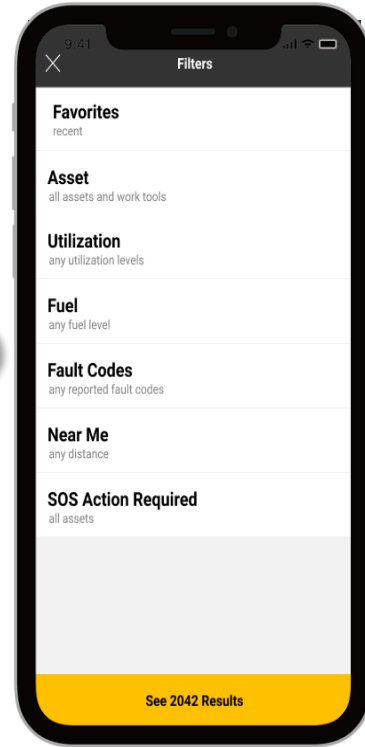 9:41
Filters
Favorites
recent
Asset
all assets and work tools
Utilization
any utilization levels
Fuel
any fuel level
Fault Codes
any reported fault codes
Near Me
any distance
SOS Action Required
all assets
See 2042 Results